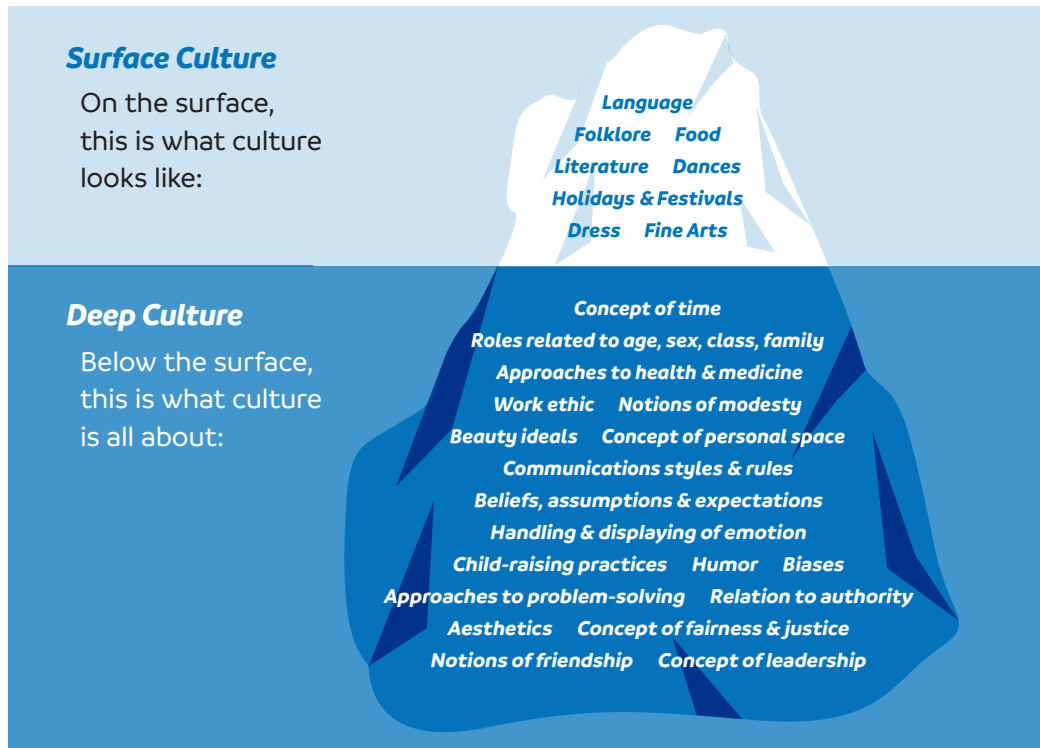 Surface Culture
On the surface,
this is what culture
looks like:
Language
Folklore Food
Literature Dances
Holidays & Festivals
Dress Fine Arts
Deep Culture
Below the surface,
this is what culture
is all about:
Concept of time
Roles related to age, sex, class, family
Approaches to health & medicine
Work ethic Notions of modesty
Beauty ideals Concept of personal space
Communications styles & rules
Beliefs, assumptions & expectations
Handling & displaying of emotion
Child-raising practices Humor Biases
Approaches to problem-solving Relation to authority
Aesthetics Concept of fairness & justice
Notions of friendship Concept of leadership